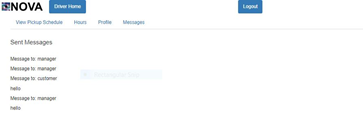 NOVA Driver Home Logout
View Pickup Schedule Hours Profile Messages
Sent Messages
Message to: manager
Message to: manager
Message to: customer
hello
Message to: manager
hello